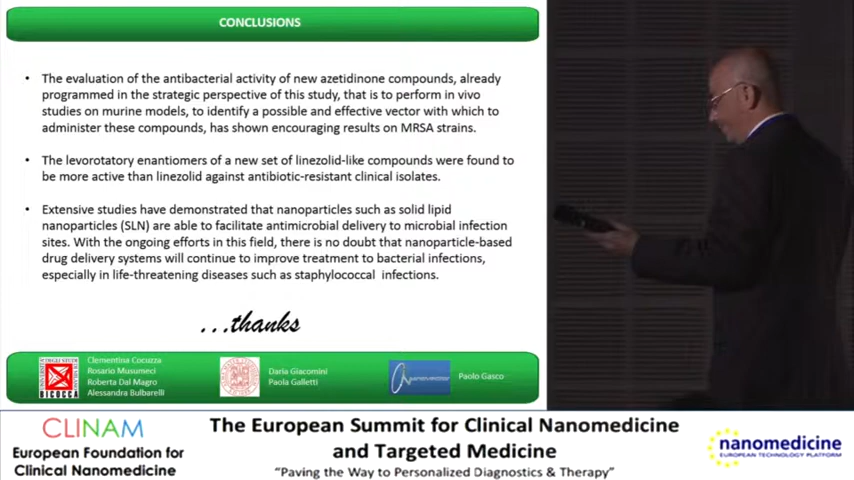 CONCLUSIONS
• The evaluation of the antibacterial activity of new azetidinone compounds, already
programmed in the strategic perspective of this study, that is to perform in vivo
studies on murine models, to identify a possible and effective vector with which to
administer these compounds, has shown encouraging results on MRSA strains.
• The levorotatory enantiomers of a new set of linezolid-like compounds were found to
be more active than linezolid against antibiotic-resistant clinical isolates.
• Extensive studies have demonstrated that nanoparticles such as solid lipid
nanoparticles (SLN) are able to facilitate antimicrobial delivery to microbial infection
sites. With the ongoing efforts in this field, there is no doubt that nanoparticle-based
drug delivery systems will continue to improve treatment to bacterial infections,
especially in life-threatening diseases such as staphylococcal infections.
...thanks
BICOCCA
Clementina Cocuzza
Rosario Musumeci
Roberta Dal Magro
Alessandra Bulbarelli
Daria Giacomini
Paola Galletti
Paolo Gasco
CLINAM
European Foundation for
Clinical Nanomedicine
The European Summit for Clinical Nanomedicine
and Targeted Medicine
"Paving the Way to Personalized Diagnostics & Therapy"
nanomedicine
EUROPEAN TECHNOLOGY PLATFORM